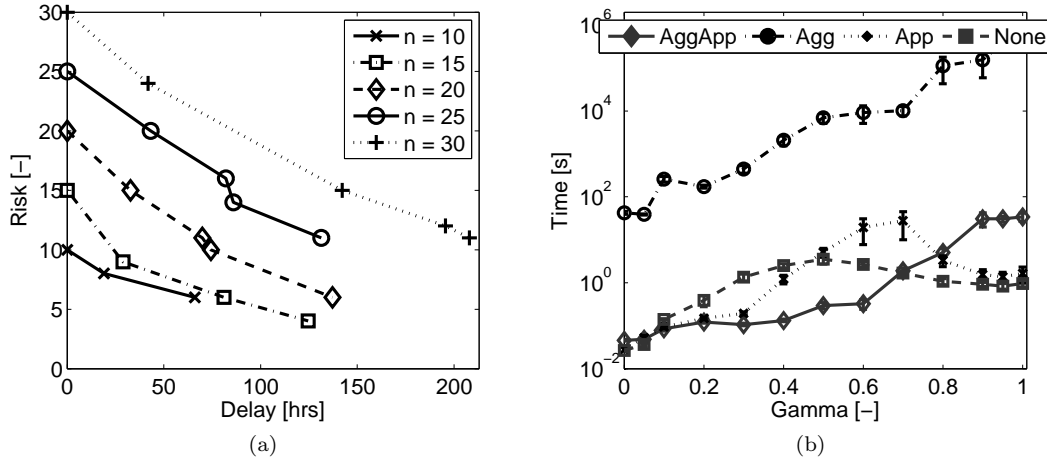 30
25
20
15
10
5
0
0 50 100 150 200
Risk [-]
Delay [hrs]
n = 10
n = 15
n = 20
n = 25
n = 30
(a)
AggApp Agg App None
10^6
10^4
10^2
10^0
10^-2
0 0.2 0.4 0.6 0.8 1
Time [s]
Gamma [-]
(b)